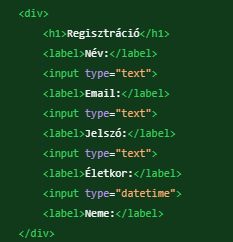 <div>
<h1>Regisztráció</h1>
<label>Név:</label>
<input type="text">
<label>Email:</label>
<input type="text">
<label>Jelszó:</label>
<input type="text">
<label>Életkor:</label>
<input type="datetime">
<label>Neme:</label>
</div>